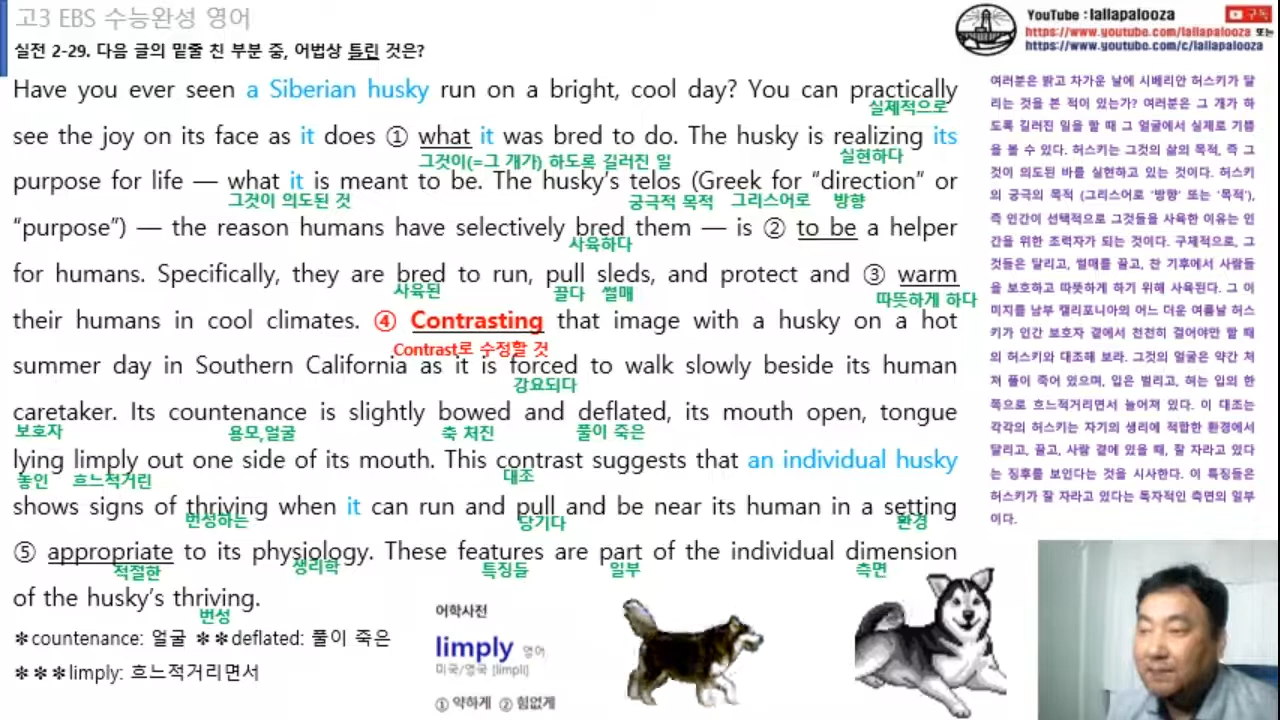 고3 EBS 수능완성 영어
실전 2-29. 다음 글의 밑줄 친 부분 중, 어법상 틀린 것은?
Have you ever seen a Siberian husky run on a bright, cool day? You can practically
실제적으로
see the joy on its face as it does ① what it was bred to do. The husky is realizing its
그것이(=그 개가) 하도록 길러진 일 실현하다
purpose for life — what it is meant to be. The husky's telos (Greek for “direction” or
그것이 의도된 것 궁극적 목적 그리스어로 방향
“purpose”) — the reason humans have selectively bred them — is ② to be a helper
사육하다
for humans. Specifically, they are bred to run, pull sleds, and protect and ③ warm
사육된 끌다 썰매 따뜻하게 하다
their humans in cool climates. ④ Contrasting that image with a husky on a hot
Contrast로 수정할 것
summer day in Southern California as it is forced to walk slowly beside its human
강요되다
caretaker. Its countenance is slightly bowed and deflated, its mouth open, tongue
보호자 용모,얼굴 축 처진 풀이 죽은
lying limply out one side of its mouth. This contrast suggests that an individual husky
놓인 흐느적거린 대조
shows signs of thriving when it can run and pull and be near its human in a setting
번성하는 당기다 환경
⑤ appropriate to its physiology. These features are part of the individual dimension
적절한 생리학 특징들 일부 측면
of the husky's thriving.
번성
＊countenance: 얼굴 ＊＊deflated: 풀이 죽은
＊＊＊limply: 흐느적거리면서
어학사전
limply 영어
미국/영국 [limpli]
① 약하게 ② 힘없게
YouTube : lallapalooza 구독
https://www.youtube.com/lallapalooza 또는
https://www.youtube.com/c/lallapalooza
여러분은 밝고 차가운 날에 시베리안 허스키가 달
리는 것을 본 적이 있는가? 여러분은 그 개가 하
도록 길러진 일을 할 때 그 얼굴에서 실제로 기쁨
을 볼 수 있다. 허스키는 그것의 삶의 목적, 즉 그
것이 의도된 바를 실현하고 있는 것이다. 허스키
의 궁극의 목적 (그리스어로 ‘방향’ 또는 ‘목적’),
즉 인간이 선택적으로 그것들을 사육한 이유는 인
간을 위한 조력자가 되는 것이다. 구체적으로, 그
것들은 달리고, 썰매를 끌고, 찬 기후에서 사람들
을 보호하고 따뜻하게 하기 위해 사육된다. 그 이
미지를 남부 캘리포니아의 어느 더운 여름날 허스
키가 인간 보호자 곁에서 천천히 걸어야만 할 때
의 허스키와 대조해 보라. 그것의 얼굴은 약간 처
져 풀이 죽어 있으며, 입은 벌리고, 혀는 입의 한
쪽으로 흐느적거리면서 늘어져 있다. 이 대조는
각각의 허스키는 자기의 생리에 적합한 환경에서
달리고, 끌고, 사람 곁에 있을 때, 잘 자라고 있다
는 징후를 보인다는 것을 시사한다. 이 특징들은
허스키가 잘 자라고 있다는 독자적인 측면의 일부
이다.